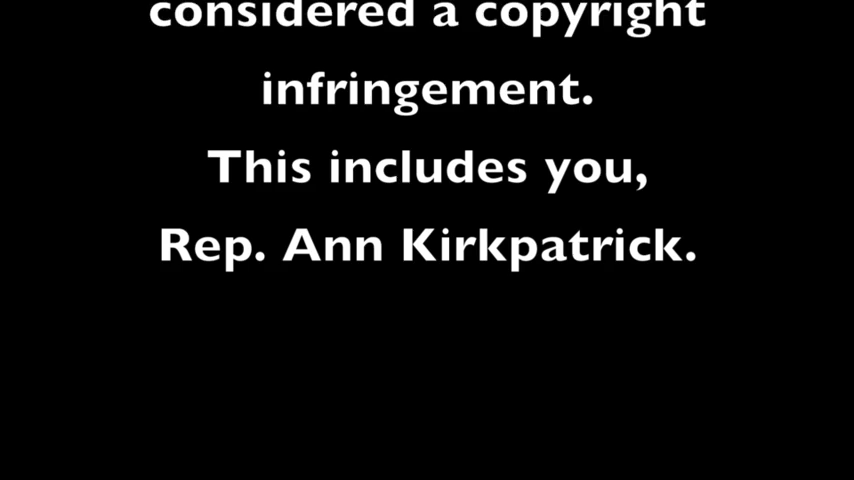 considered a copyright
infringement.
This includes you,
Rep. Ann Kirkpatrick.